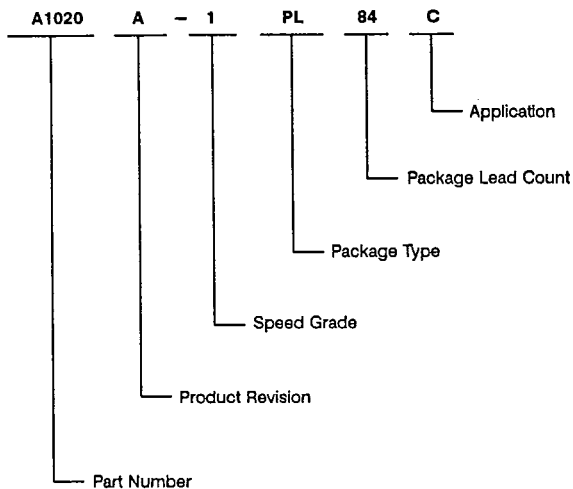 A1020 A - 1 PL 84 C
Application
Package Lead Count
Package Type
Speed Grade
Product Revision
Part Number